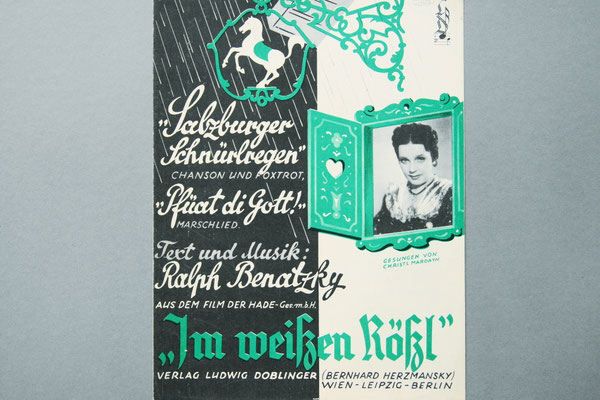 „Salzburger
Schnürlregen"
CHANSON UND FOXTROT,
„Pfüat di Gott!"
MARSCHLIED.
Text und Musik:
Ralph Benatzky
AUS DEM FILM DER HADE-Ges.m.b.H.
„Im weißen Rößl"
VERLAG LUDWIG DOBLINGER (BERNHARD HERZMANSKY)
WIEN - LEIPZIG - BERLIN
GESUNGEN VON
CHRISTL MARDAYN